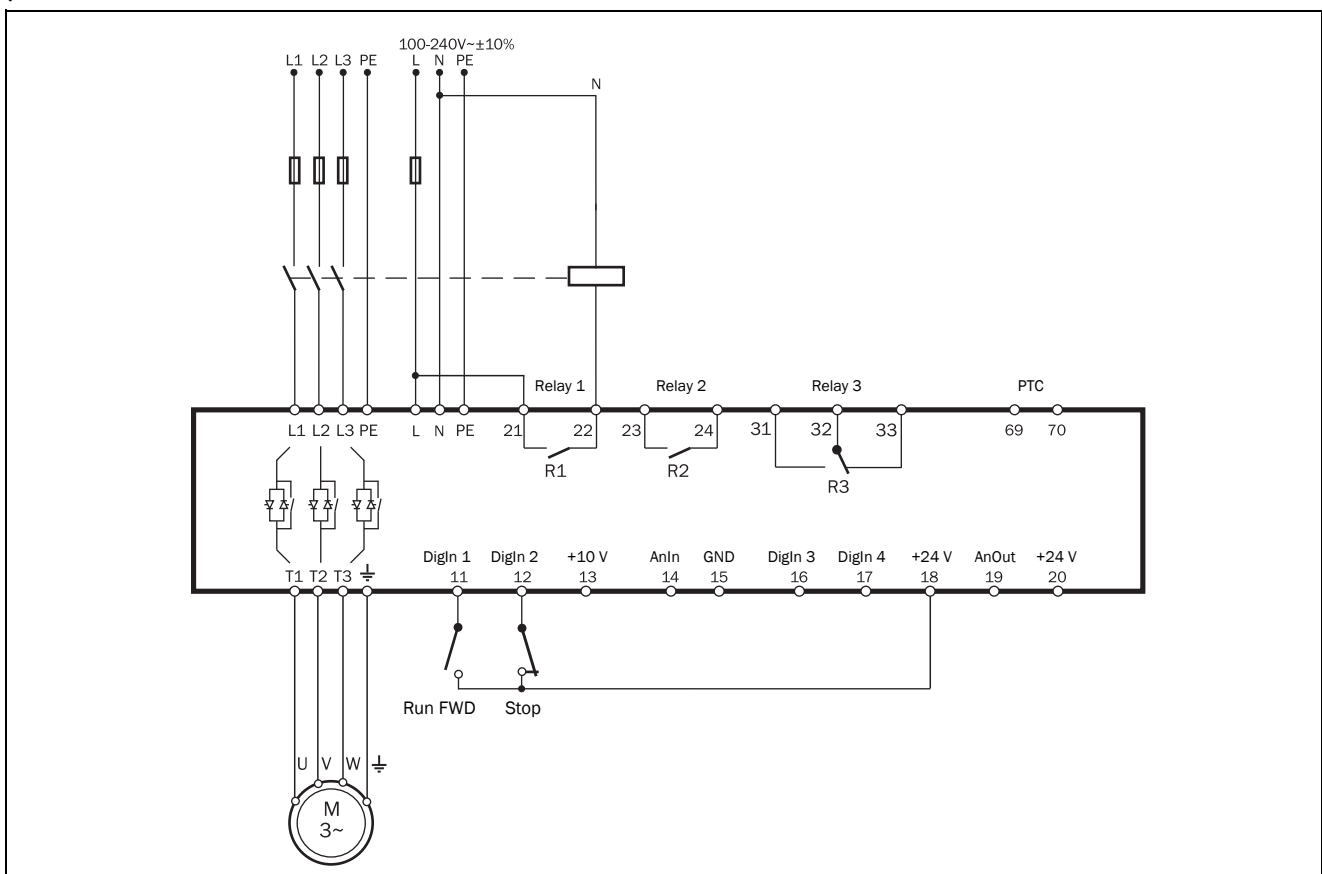 100-240V~±10%
L1 L2 L3 PE L N PE
N
Relay 1 Relay 2 Relay 3 PTC
L1 L2 L3 PE L N PE 21 22 23 24 31 32 33 69 70
R1 R2 R3
DigIn 1 DigIn 2 +10 V AnIn GND DigIn 3 DigIn 4 +24 V AnOut +24 V
T1 T2 T3 11 12 13 14 15 16 17 18 19 20
Run FWD Stop
U V W
M
3~